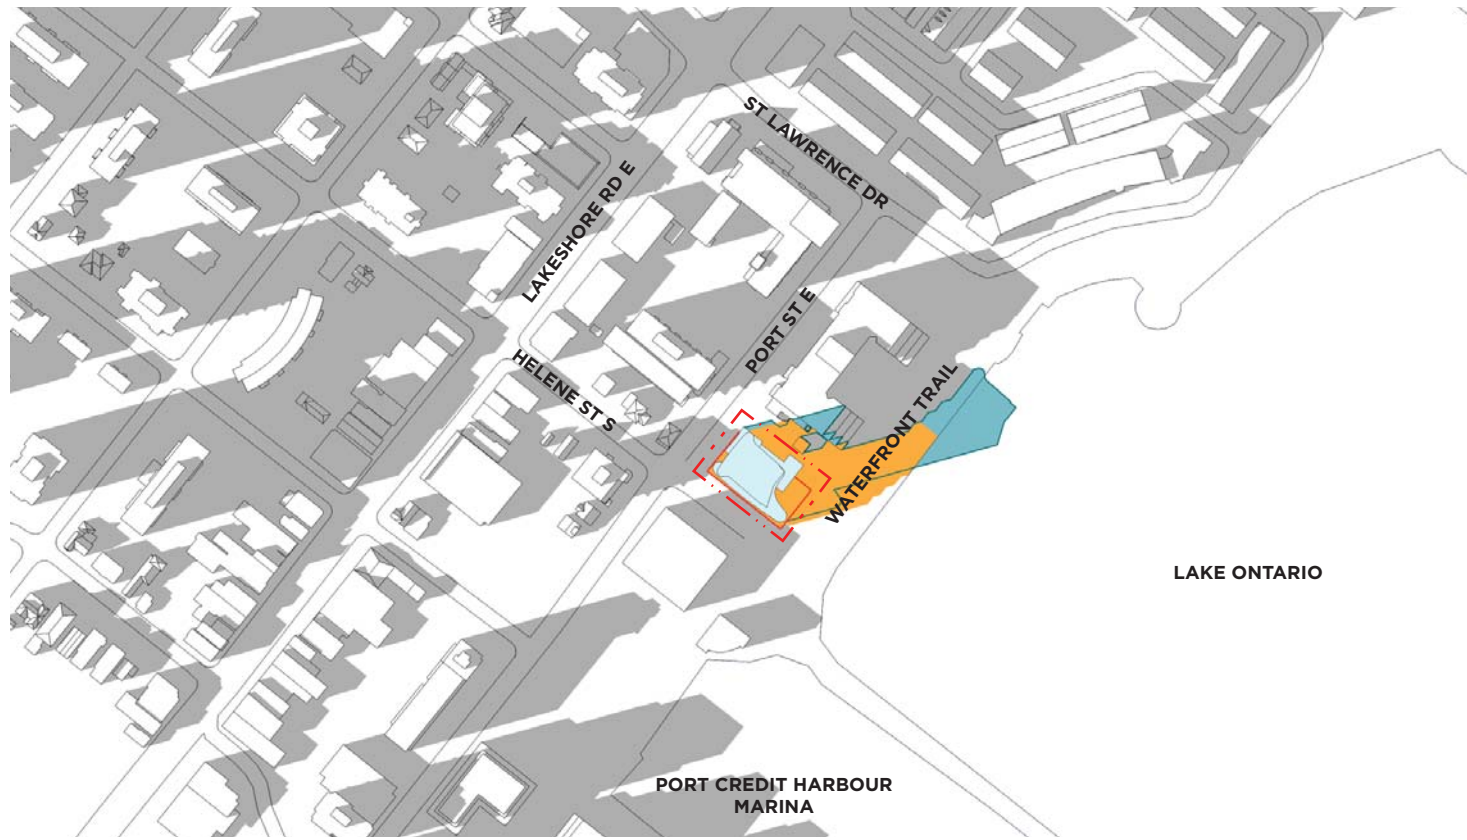 ST LAWRENCE DR
LAKESHORE RD E
PORT ST E
HELENE ST S
WATERFRONT TRAIL
LAKE ONTARIO
PORT CREDIT HARBOUR
MARINA